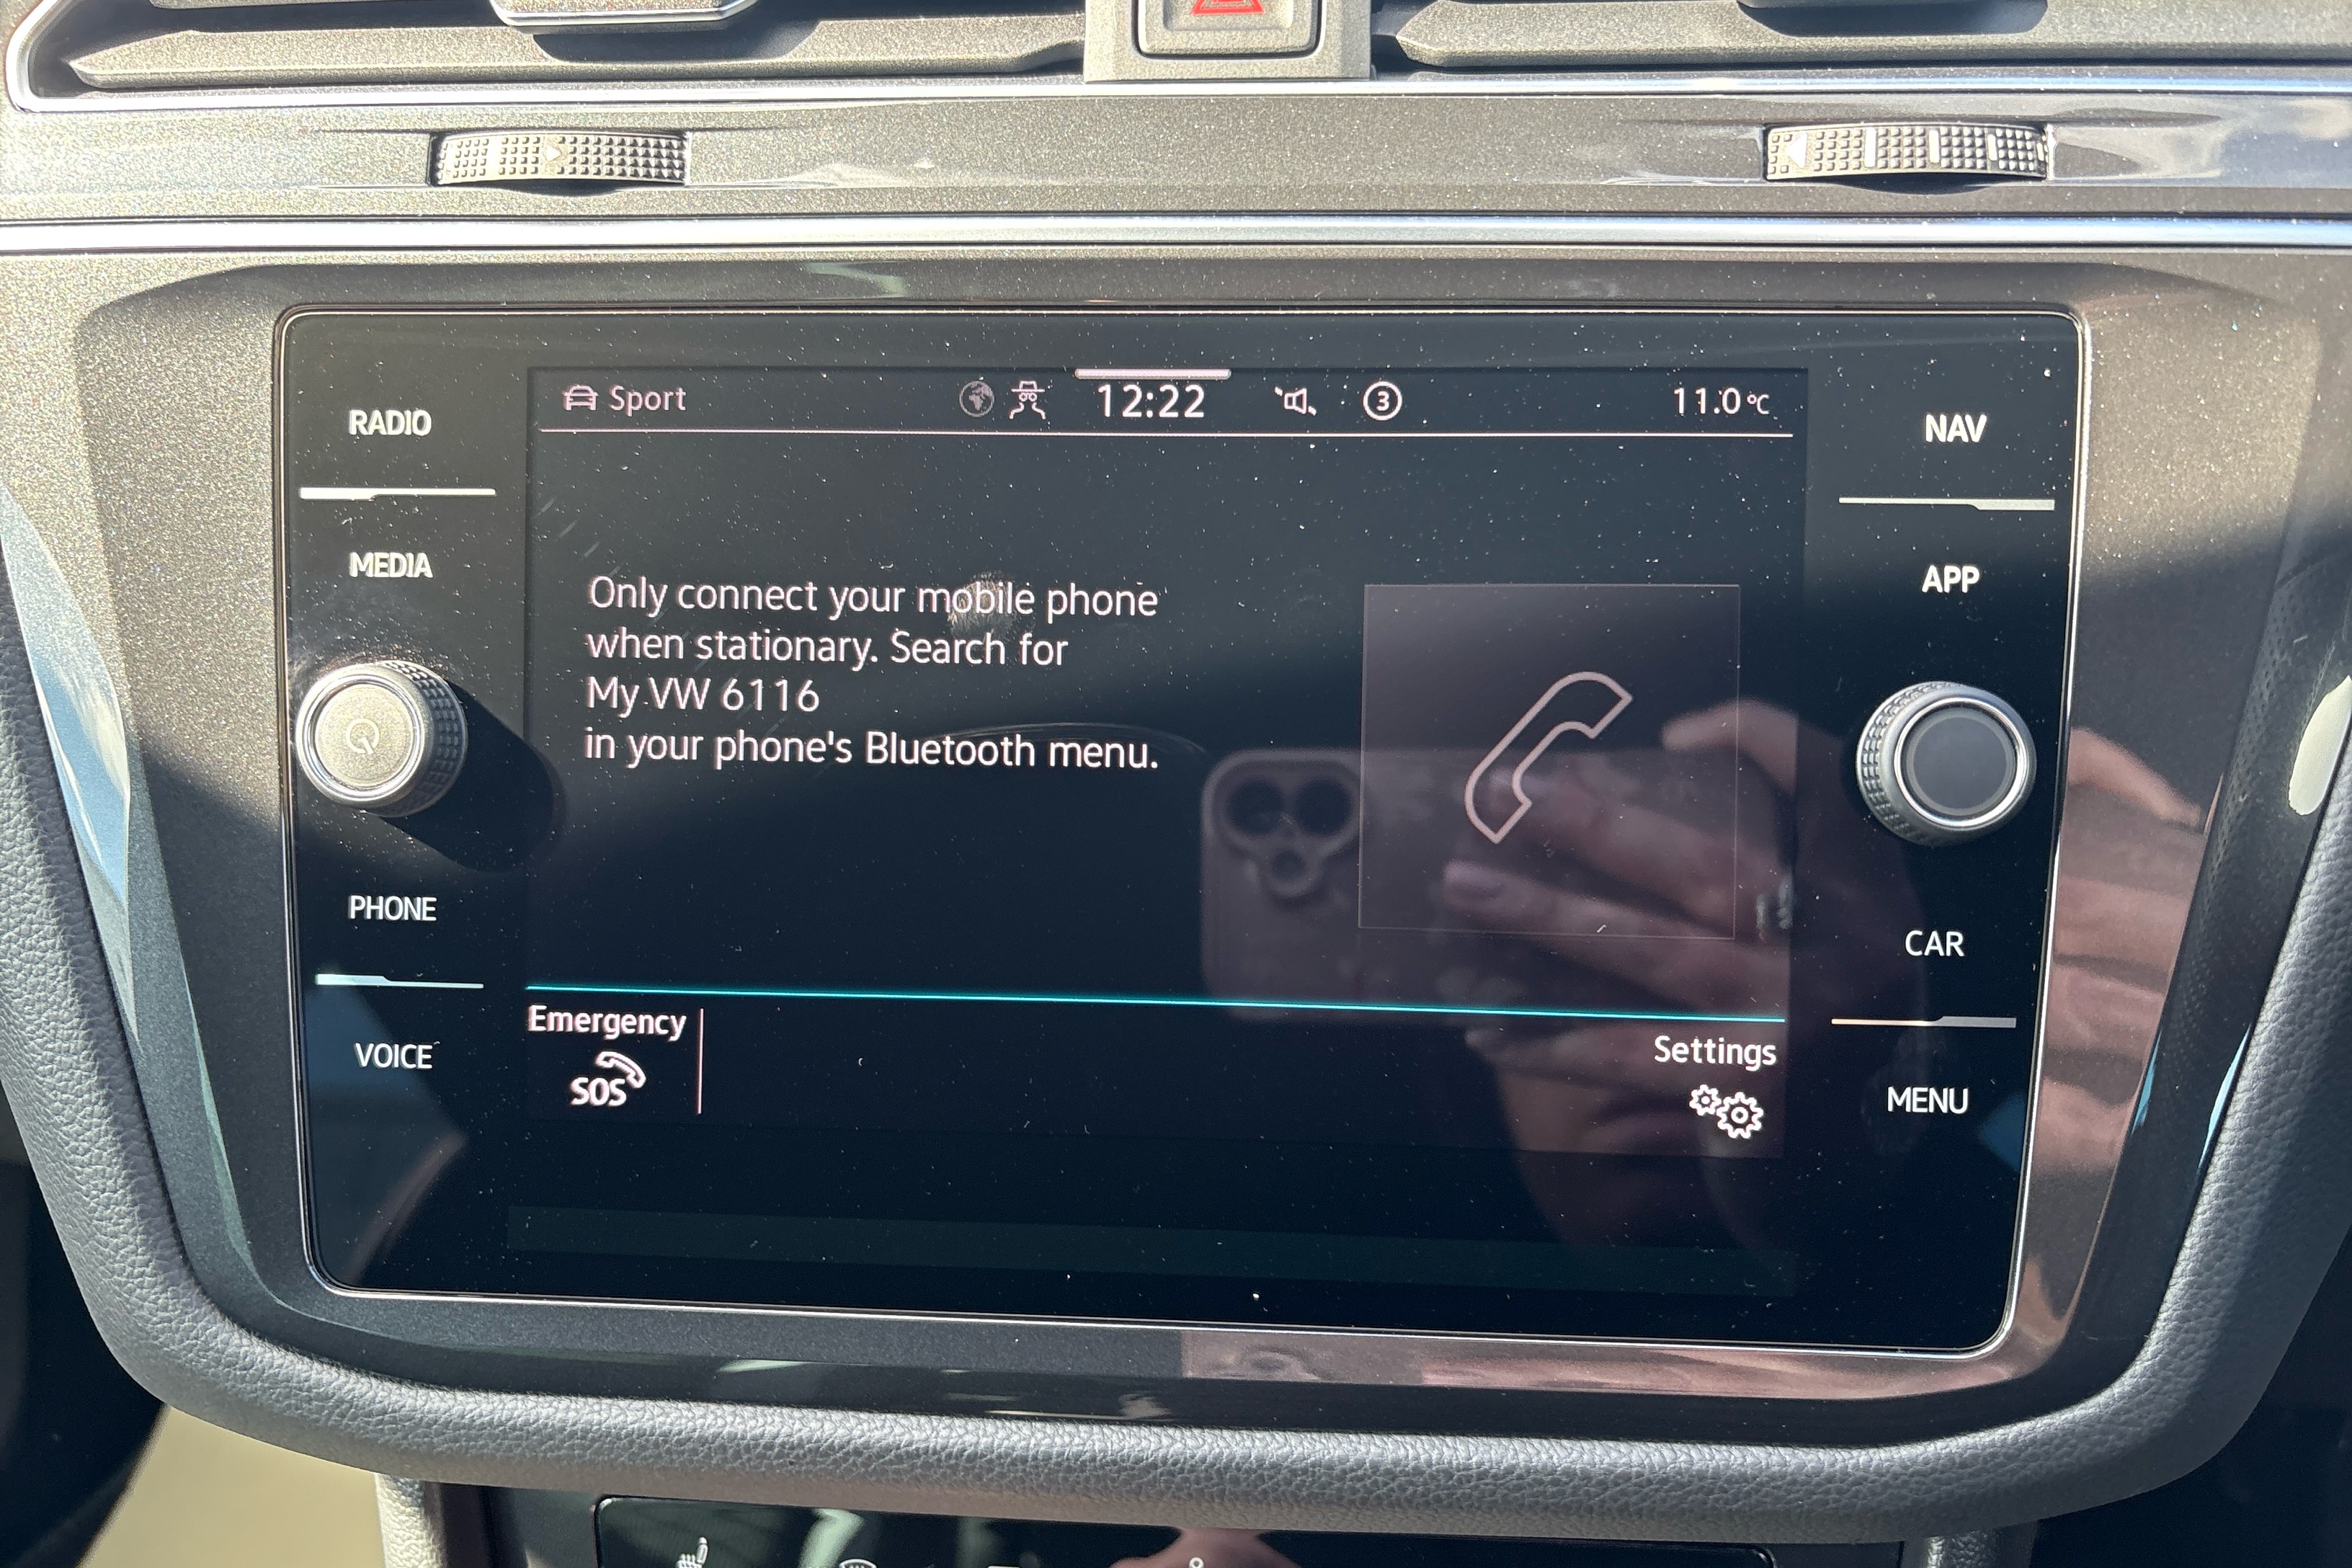 Sport 12:22 3 11.0°C
RADIO
MEDIA
PHONE
VOICE
Only connect your mobile phone
when stationary. Search for
My VW 6116
in your phone's Bluetooth menu.
Emergency
SOS
Settings
NAV
APP
CAR
MENU